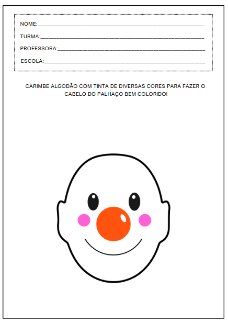 NOME:
TURMA:
PROFESSORA:
ESCOLA:
CARIMBE ALGODÃO COM TINTA DE DIVERSAS CORES PARA FAZER O
CABELO DO PALHAÇO BEM COLORIDO!